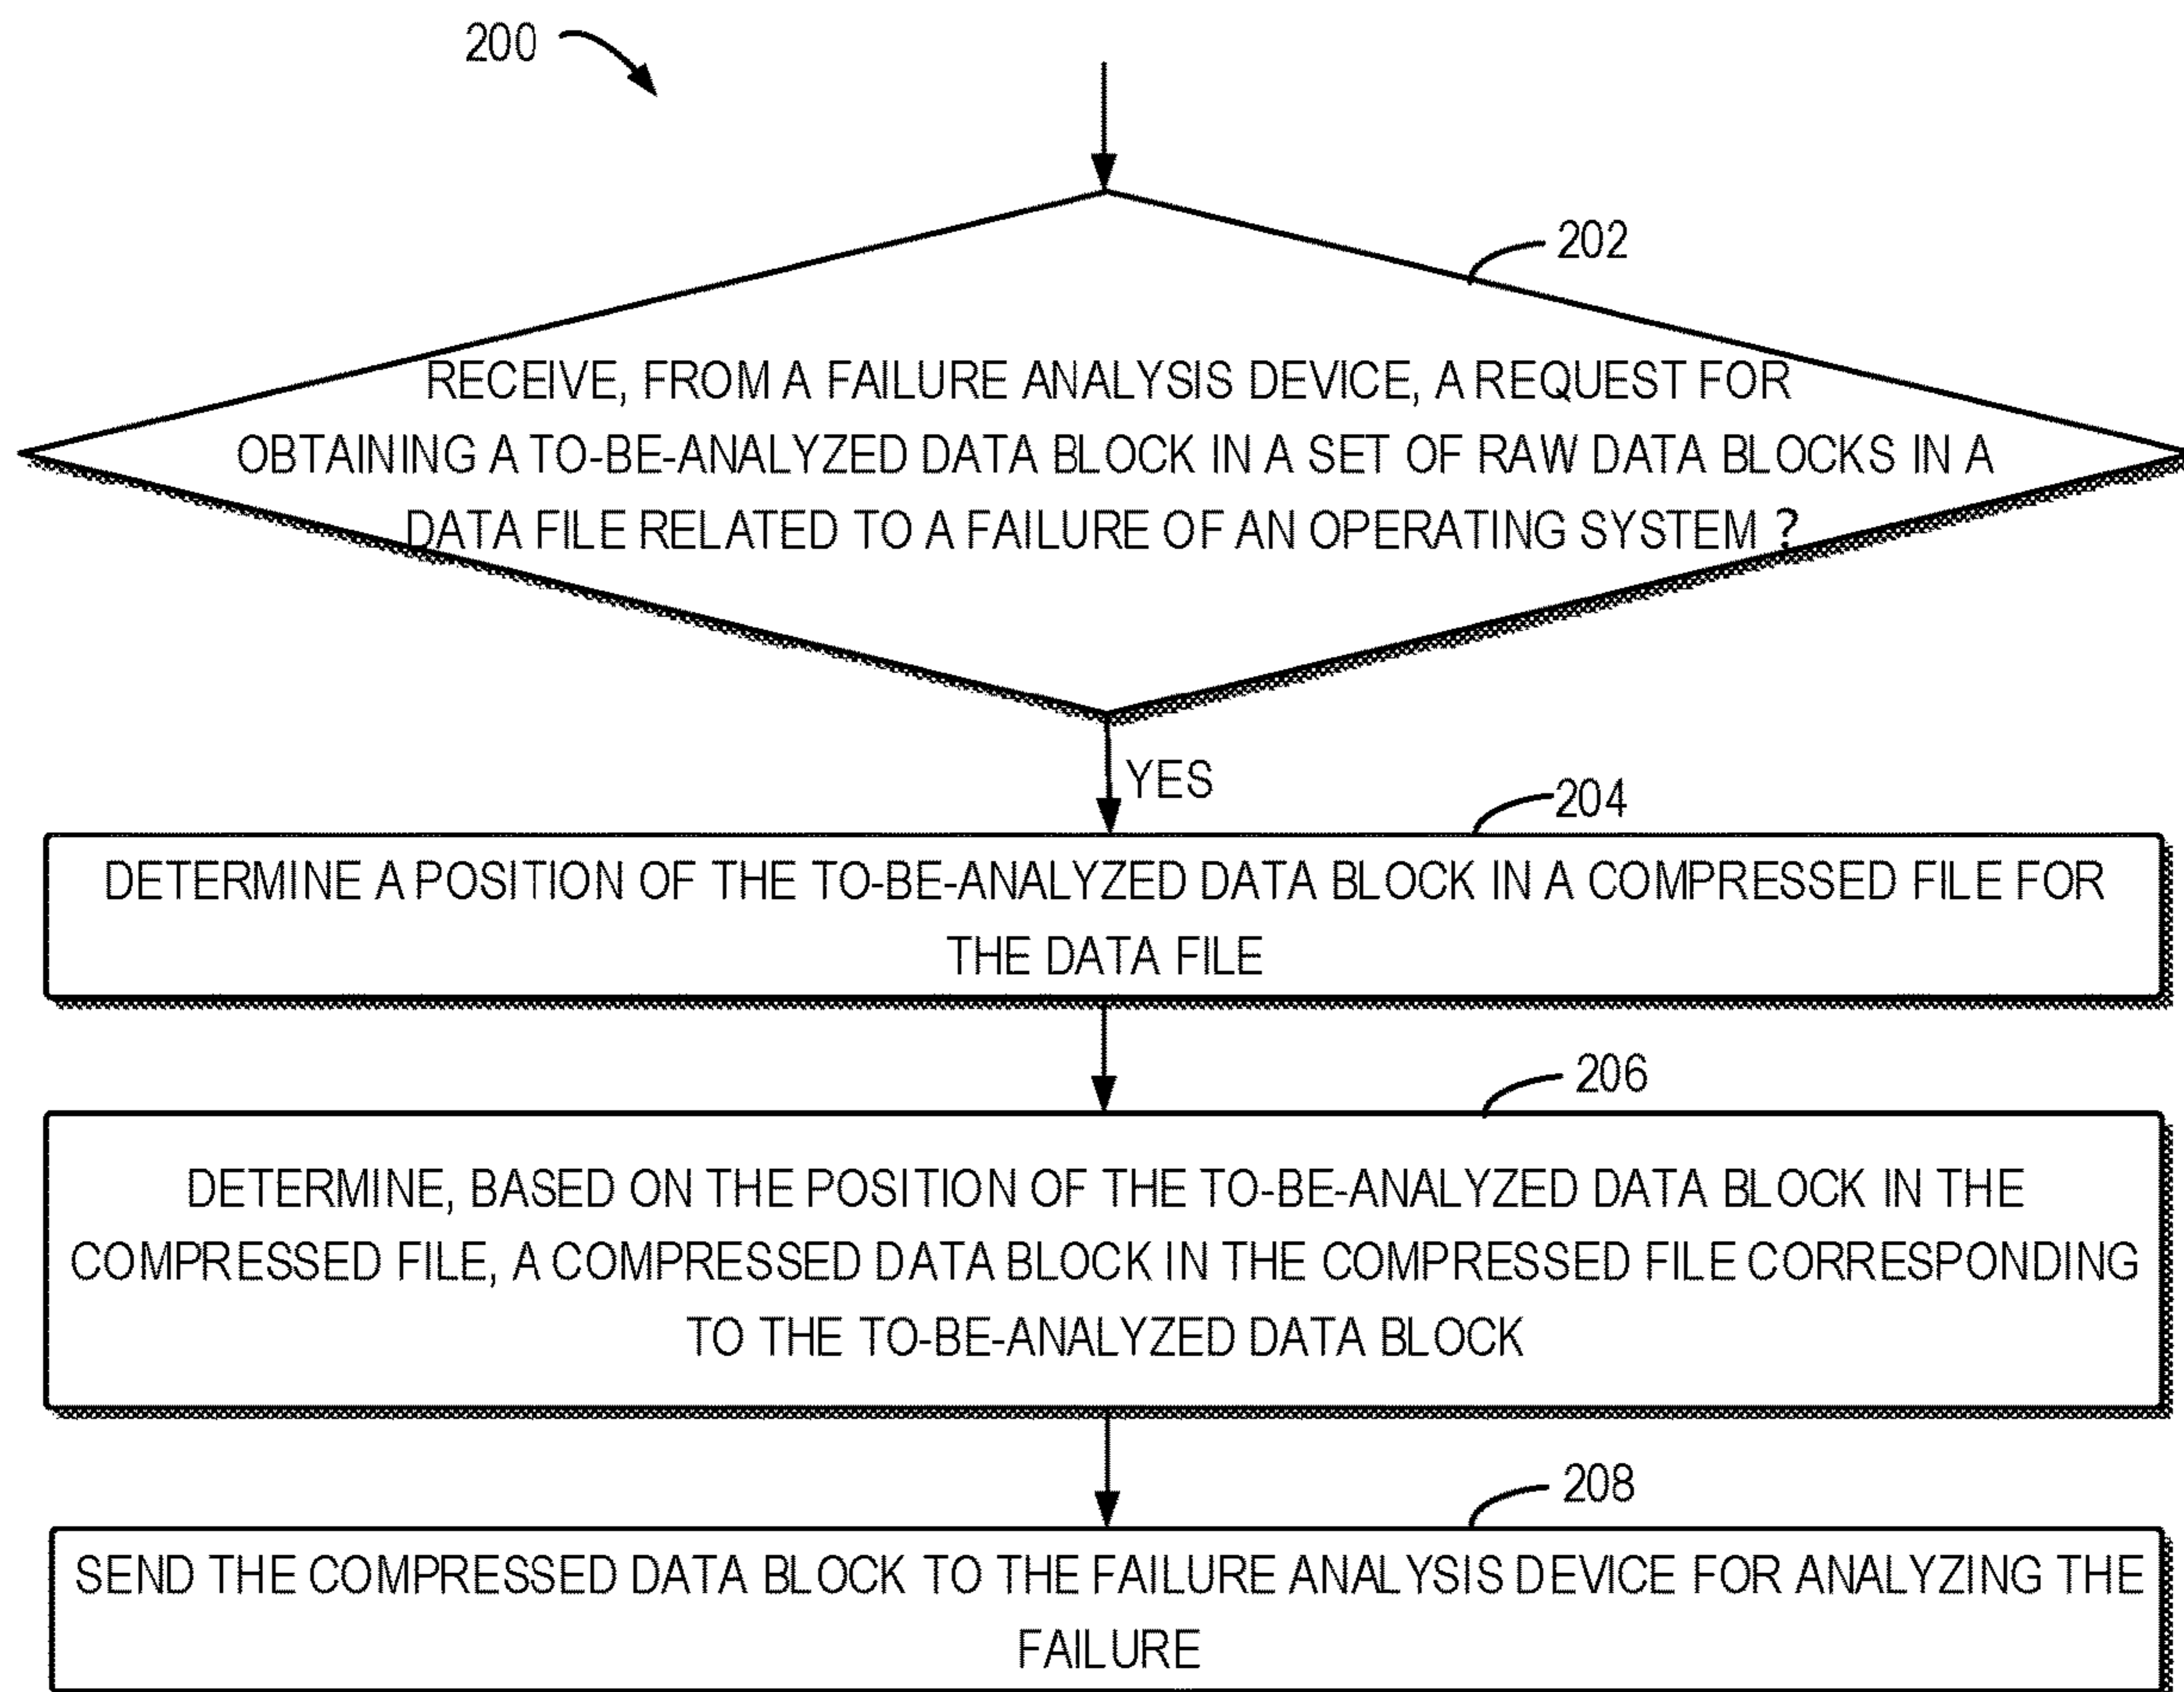 200
202
RECEIVE, FROM A FAILURE ANALYSIS DEVICE, A REQUEST FOR
OBTAINING A TO-BE-ANALYZED DATA BLOCK IN A SET OF RAW DATA BLOCKS IN A
DATA FILE RELATED TO A FAILURE OF AN OPERATING SYSTEM ?
YES
204
DETERMINE A POSITION OF THE TO-BE-ANALYZED DATA BLOCK IN A COMPRESSED FILE FOR
THE DATA FILE
206
DETERMINE, BASED ON THE POSITION OF THE TO-BE-ANALYZED DATA BLOCK IN THE
COMPRESSED FILE, A COMPRESSED DATA BLOCK IN THE COMPRESSED FILE CORRESPONDING
TO THE TO-BE-ANALYZED DATA BLOCK
208
SEND THE COMPRESSED DATA BLOCK TO THE FAILURE ANALYSIS DEVICE FOR ANALYZING THE
FAILURE